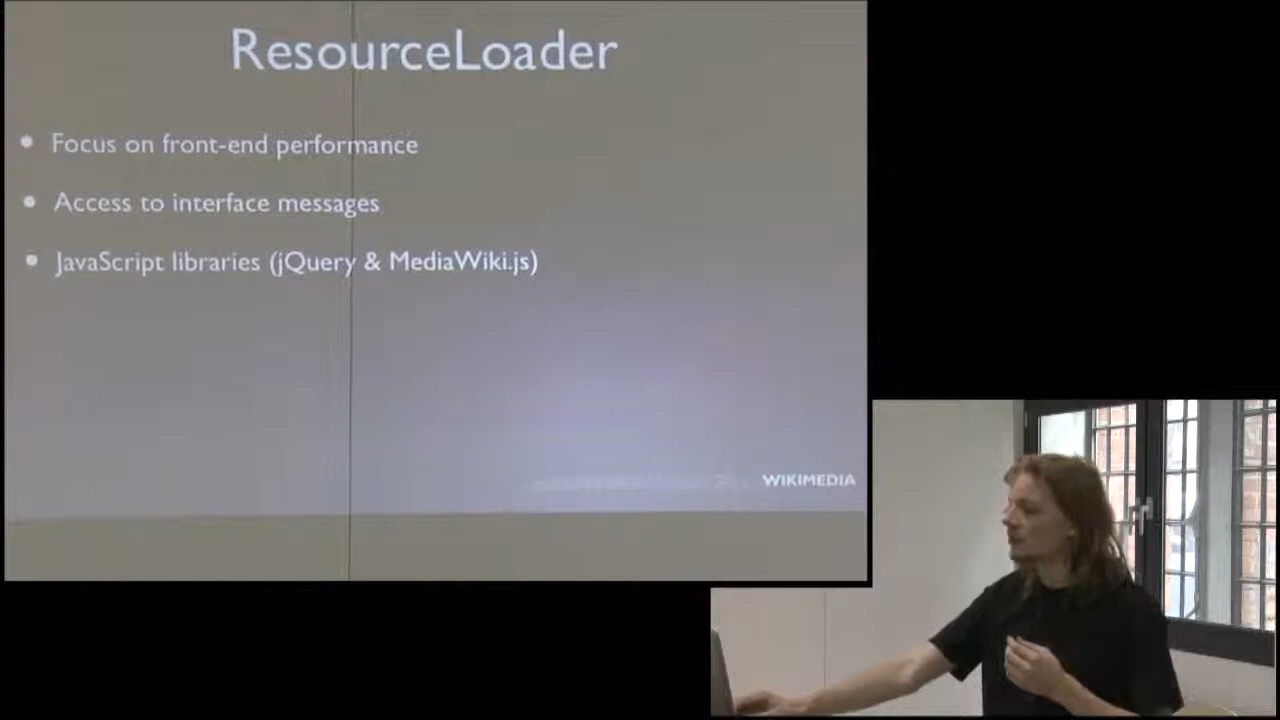 ResourceLoader
• Focus on front-end performance
• Access to interface messages
• JavaScript libraries (jQuery & MediaWiki.js)
WIKIMEDIA